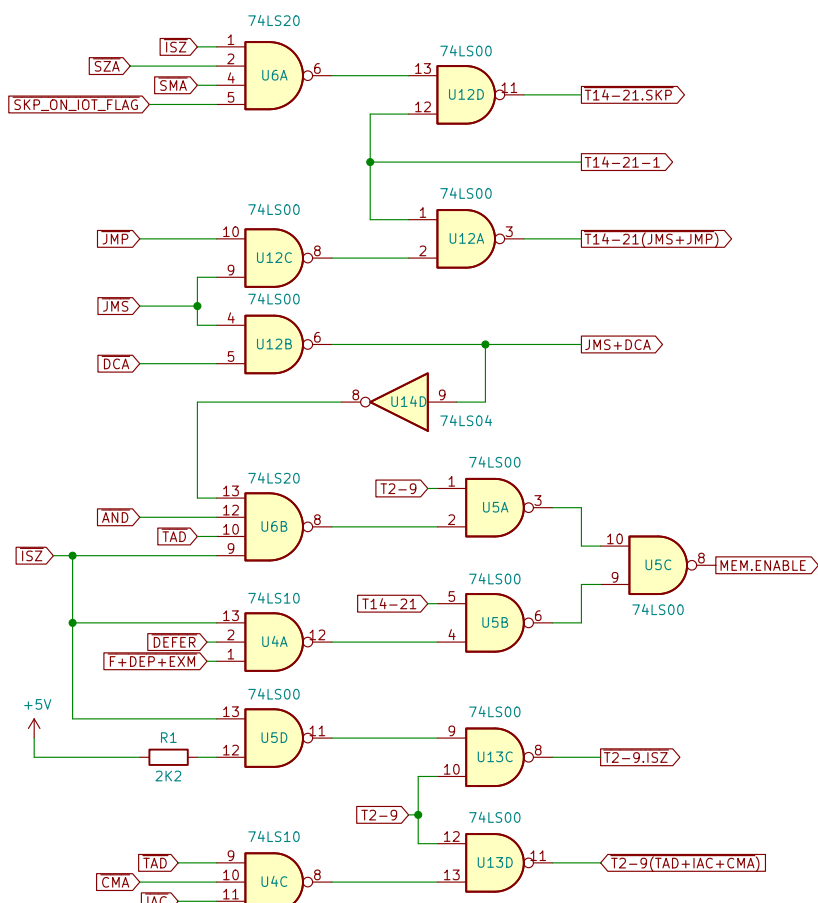 74LS20
ISZ 1
SZA 2
SMA 4
SKP_ON_IOT_FLAG 5
U6A 6
74LS00
13
12
U12D 11
T14-21.SKP
T14-21-1
74LS00
1
2
U12A 3
T14-21(JMS+JMP)
74LS00
JMP 10
9
U12C 8
JMS
74LS00
4
DCA 5
U12B 6
JMS+DCA
8 U14D 9
74LS04
74LS20
13
AND 12
TAD 10
ISZ 9
U6B 8
74LS00
T2-9 1
2
U5A 3
10
9
U5C 8
MEM.ENABLE
74LS00
74LS00
T14-21 5
4
U5B 6
74LS10
13
DEFER 2
F+DEP+EXM 1
U4A 12
74LS00
13
12
U5D 11
+5V
R1
2K2
74LS00
9
10
U13C 8
T2-9.ISZ
T2-9
74LS00
12
13
U13D 11
T2-9(TAD+IAC+CMA)
74LS10
TAD 9
CMA 10
IAC 11
U4C 8